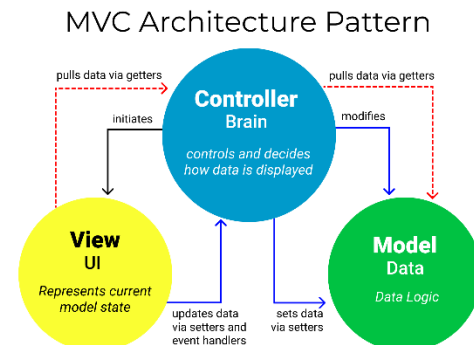 MVC Architecture Pattern
pulls data via getters
Controller
Brain
controls and decides
how data is displayed
pulls data via getters
initiates
modifies
View
UI
Represents current
model state
Model
Data
Data Logic
updates data
via setters and
event handlers
sets data
via setters